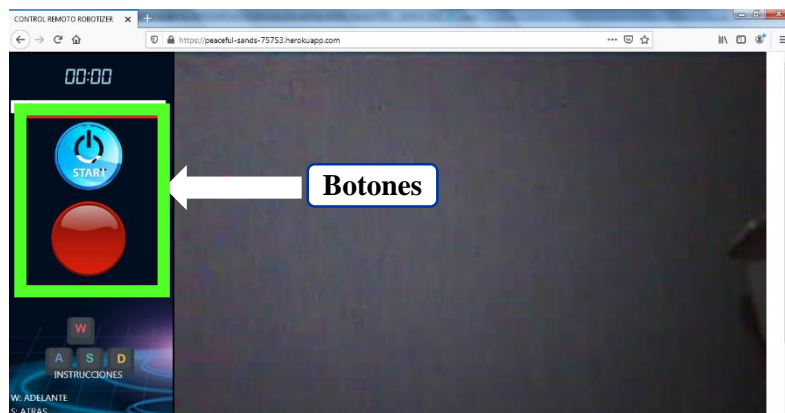 CONTROL REMOTO ROBOTIZER
https://peaceful-sands-75753.herokuapp.com
00:00
START
Botones
W
A S D
INSTRUCCIONES
W: ADELANTE
S: ATRAS